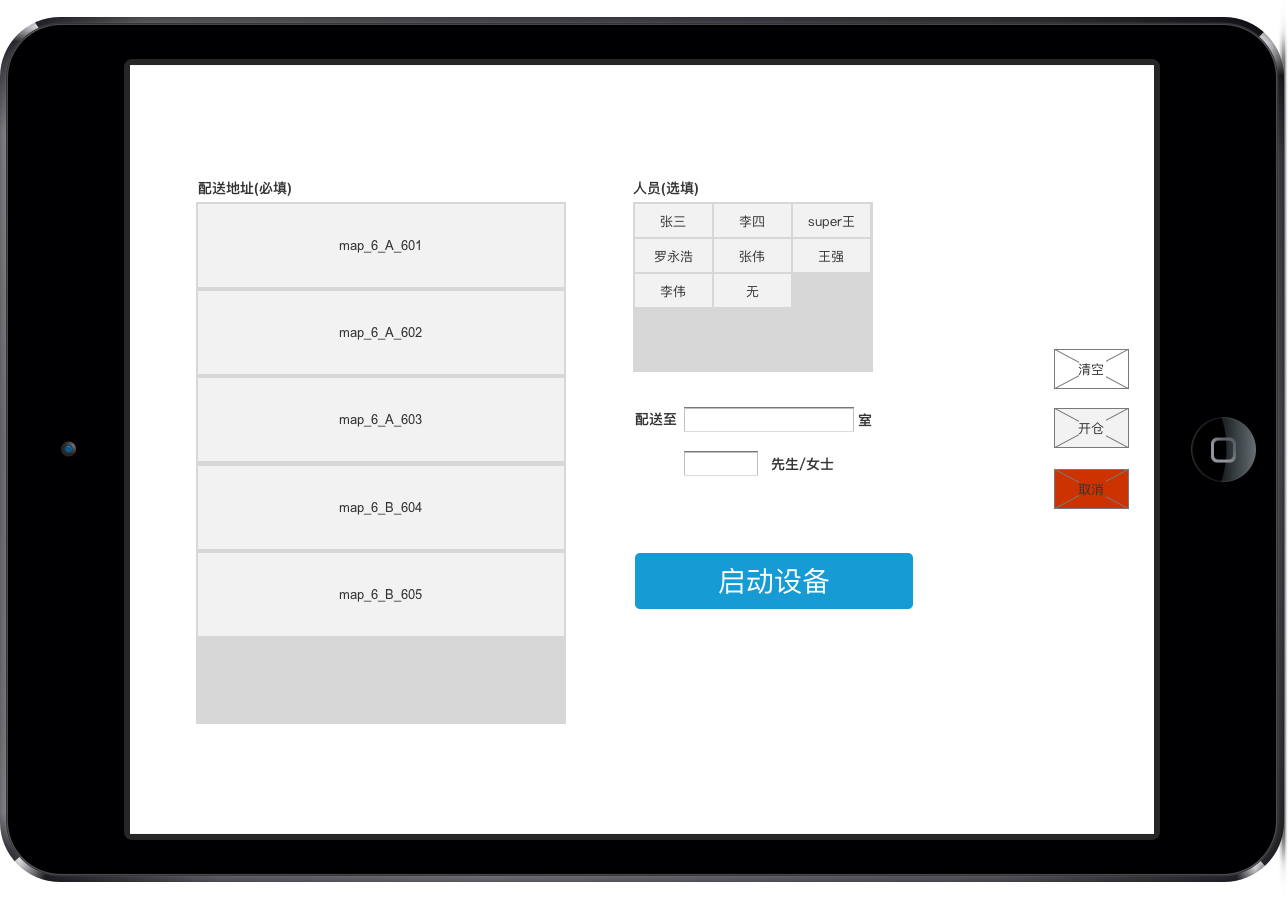 配送地址(必填)
map_6_A_601
map_6_A_602
map_6_A_603
map_6_B_604
map_6_B_605
人员(选填)
张三 李四 super王
罗永浩 张伟 王强
李伟 无
配送至 室
先生/女士
启动设备
清空
开仓
取消